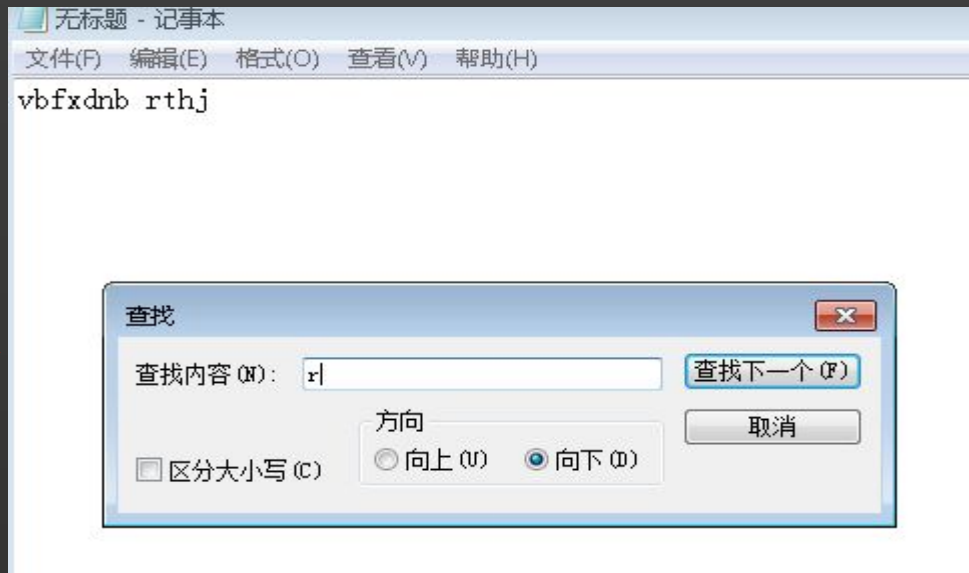 无标题 - 记事本
文件(F) 编辑(E) 格式(O) 查看(V) 帮助(H)
vbfxdnb rthj
查找
查找内容(N): r
查找下一个(F)
方向
取消
区分大小写(C)
向上(U) 向下(D)